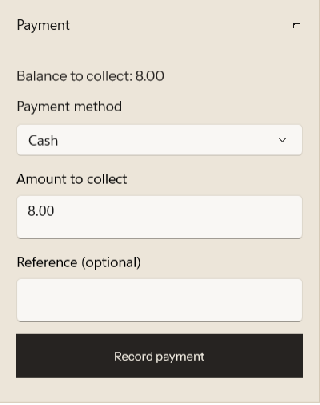 Payment
Balance to collect: 8.00
Payment method
Cash
Amount to collect
8.00
Reference (optional)
Record payment